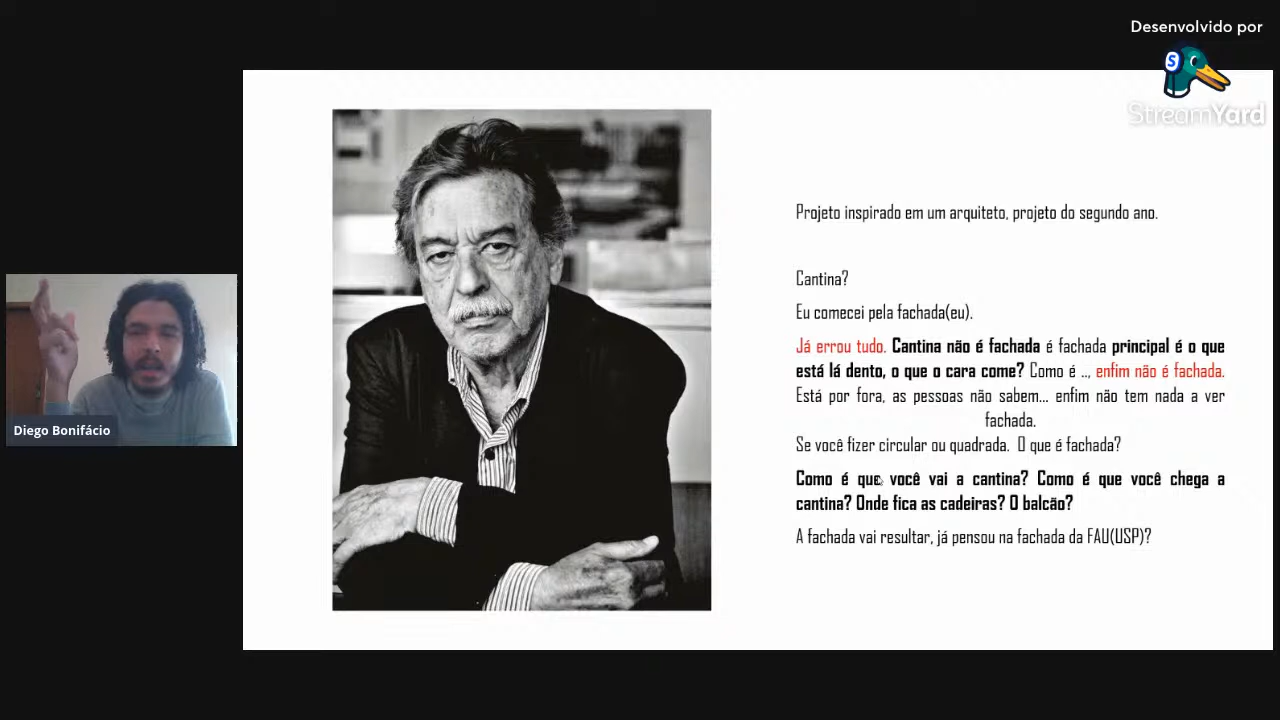 Desenvolvido por
S
StreamYard
Projeto inspirado em um arquiteto, projeto do segundo ano.
Cantina?
Eu comecei pela fachada(eu).
Já errou tudo. Cantina não é fachada é fachada principal é o que
está lá dento, o que o cara come? Como é .., enfim não é fachada.
Está por fora, as pessoas não sabem... enfim não tem nada a ver
fachada.
Se você fizer circular ou quadrada. O que é fachada?
Como é que você vai a cantina? Como é que você chega a
cantina? Onde fica as cadeiras? O balcão?
A fachada vai resultar, já pensou na fachada da FAU(USP)?
Diego Bonifácio